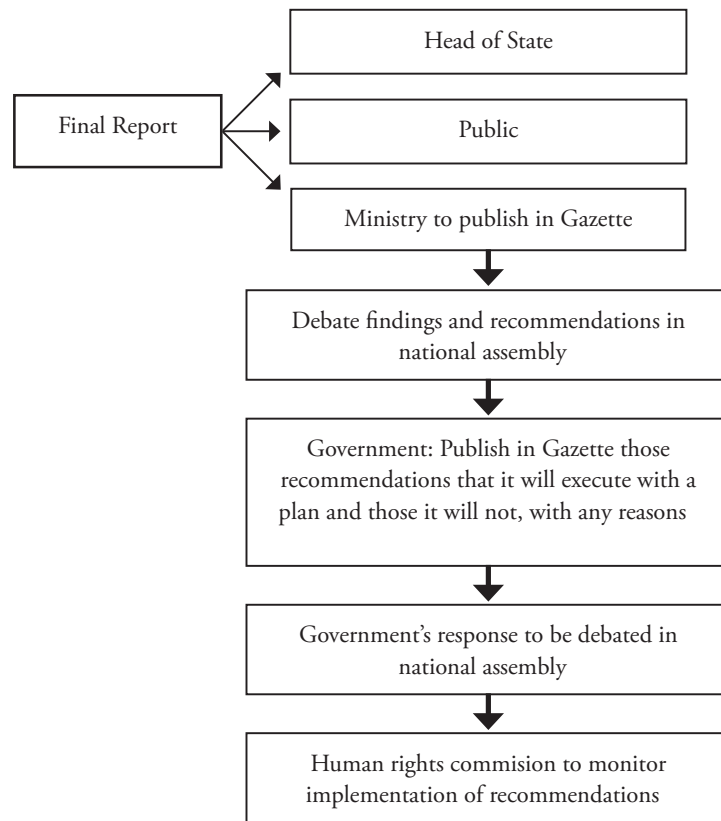 Head of State
Final Report
Public
Ministry to publish in Gazette
Debate findings and recommendations in
national assembly
Government: Publish in Gazette those
recommendations that it will execute with a
plan and those it will not, with any reasons
Government’s response to be debated in
national assembly
Human rights commision to monitor
implementation of recommendations